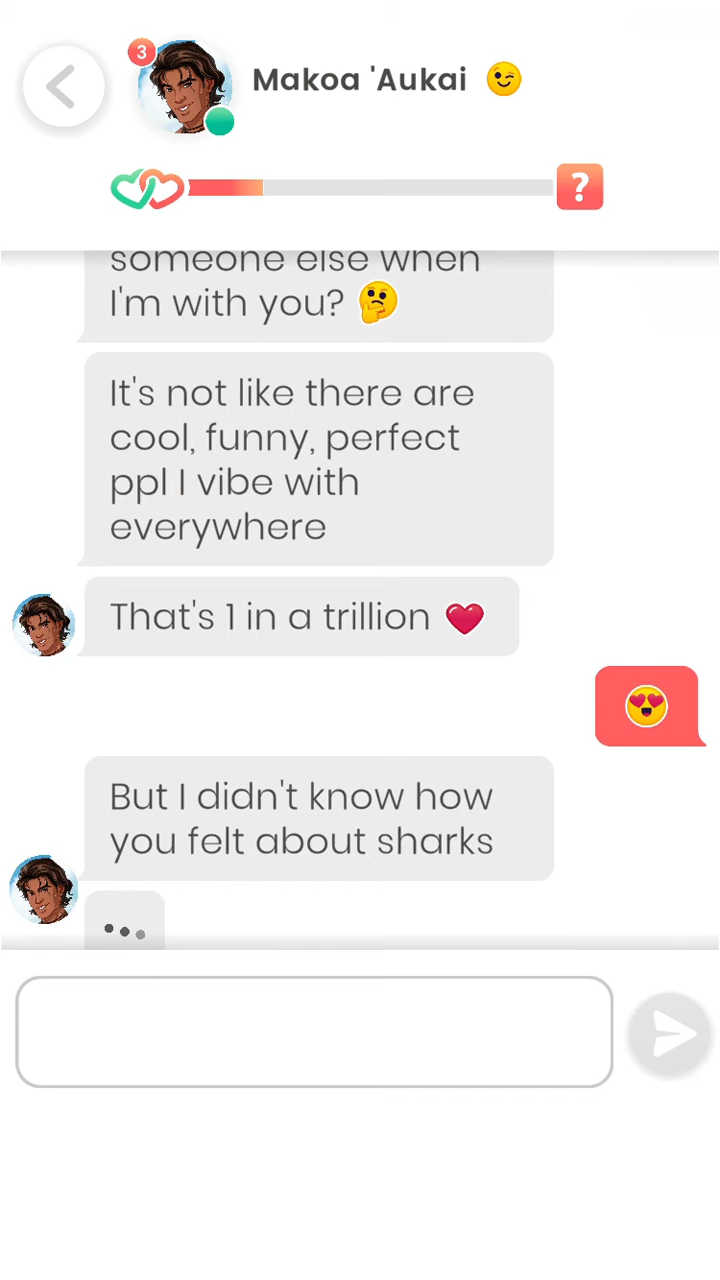 3
Makoa 'Aukai 😉
?
someone else when
I'm with you? 🤔
It's not like there are
cool, funny, perfect
ppl I vibe with
everywhere
That's 1 in a trillion ❤️
😍
But I didn't know how
you felt about sharks
...